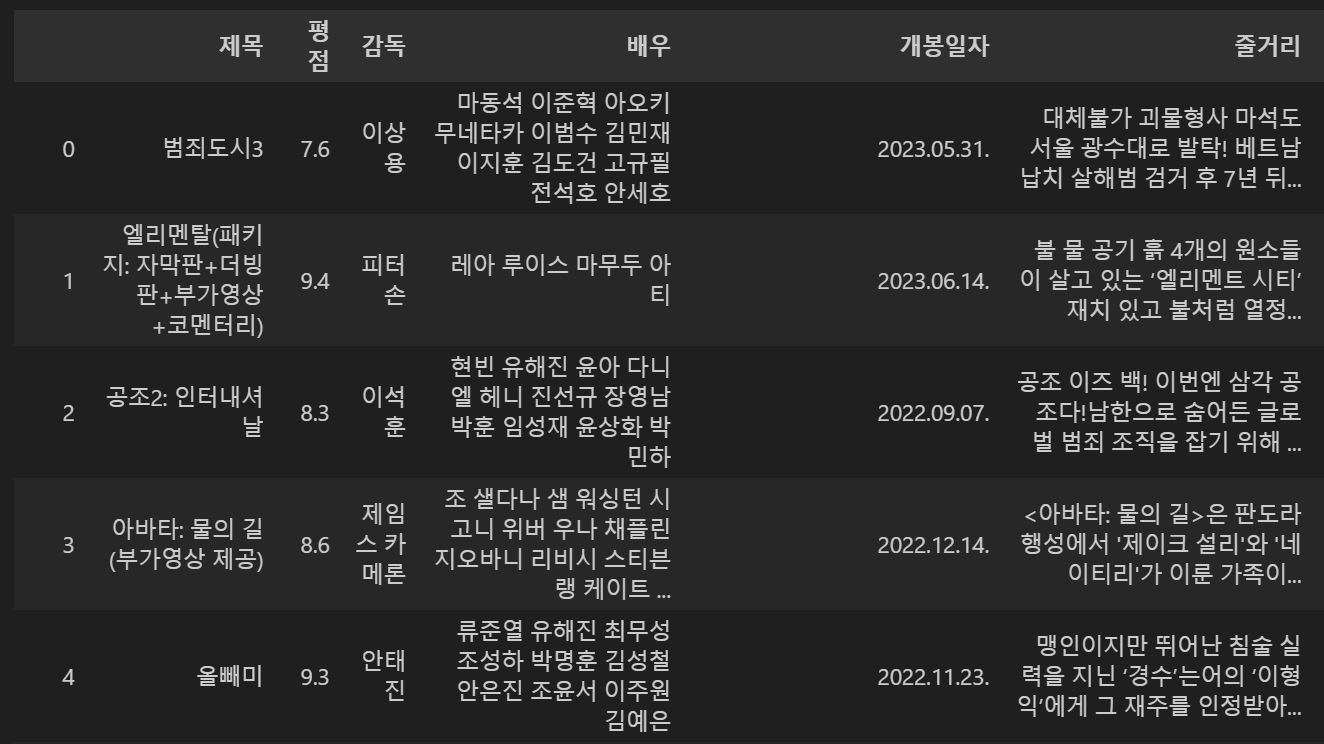 제목 평점 감독 배우 개봉일자 줄거리
0 범죄도시3 7.6 이상용 마동석 이준혁 아오키 무네타카 이범수 김민재 이지훈 김도건 고규필 전석호 안세호 2023.05.31. 대체불가 괴물형사 마석도 서울 광수대로 발탁! 베트남 납치 살해범 검거 후 7년 뒤...
1 엘리멘탈(패키지: 자막판+더빙판+부가영상+코멘터리) 9.4 피터 손 레아 루이스 마무두 아티 2023.06.14. 불 물 공기 흙 4개의 원소들이 살고 있는 ‘엘리멘트 시티’ 재치 있고 불처럼 열정...
2 공조2: 인터내셔날 8.3 이석훈 현빈 유해진 윤아 다니엘 헤니 진선규 장영남 박훈 임성재 윤상화 박민하 2022.09.07. 공조 이즈 백! 이번엔 삼각 공조다!남한으로 숨어든 글로벌 범죄 조직을 잡기 위해 ...
3 아바타: 물의 길(부가영상 제공) 8.6 제임스 카메론 조 샐다나 샘 워싱턴 시고니 위버 우나 채플린 지오바니 리비시 스티븐 랭 케이트 ... 2022.12.14. <아바타: 물의 길>은 판도라 행성에서 '제이크 설리'와 '네이티리'가 이룬 가족이...
4 올빼미 9.3 안태진 류준열 유해진 최무성 조성하 박명훈 김성철 안은진 조윤서 이주원 김예은 2022.11.23. 맹인이지만 뛰어난 침술 실력을 지닌 ‘경수’는어의 ‘이형익’에게 그 재주를 인정받아...